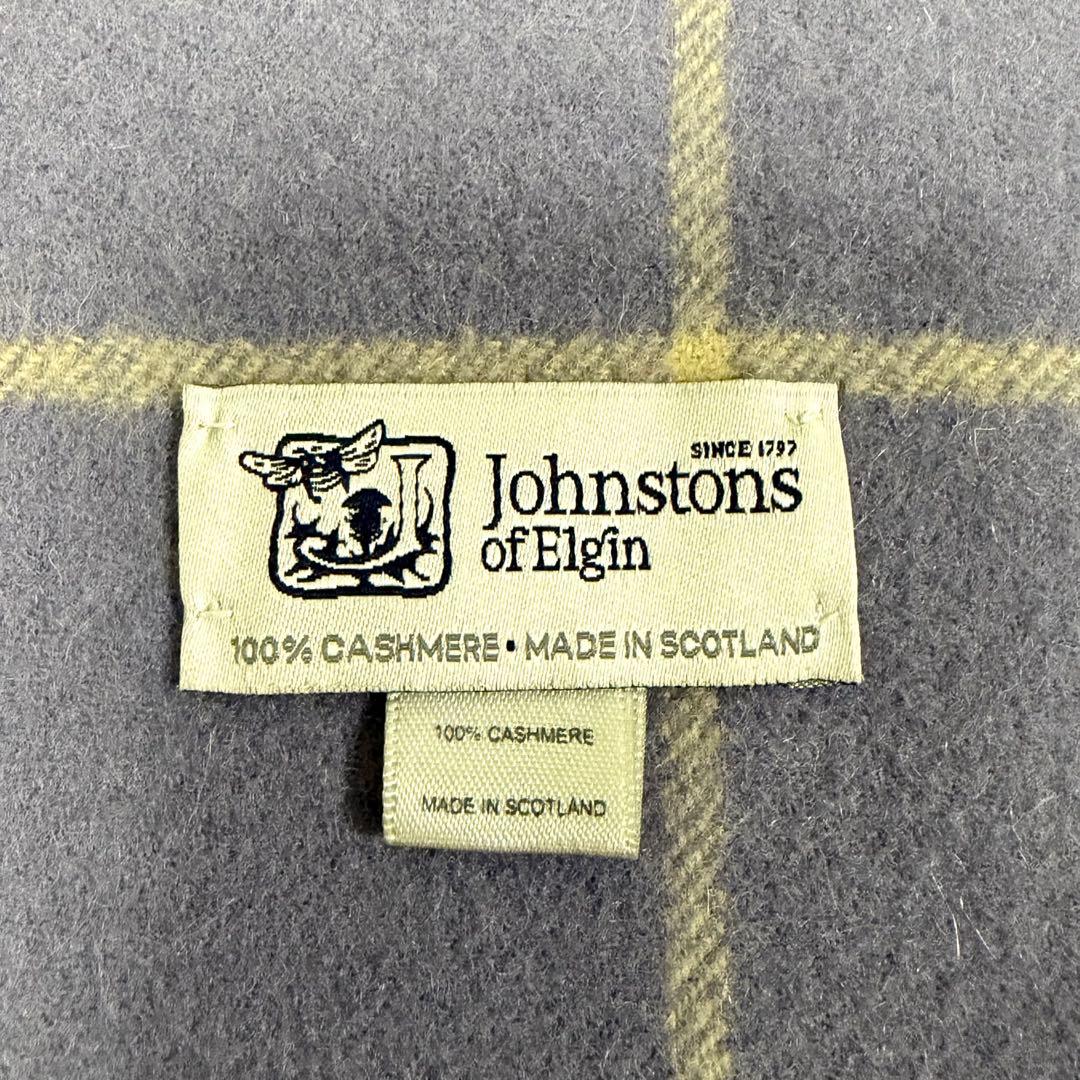 SINCE 1797
Johnstons
of Elgin
100% CASHMERE • MADE IN SCOTLAND
100% CASHMERE
MADE IN SCOTLAND